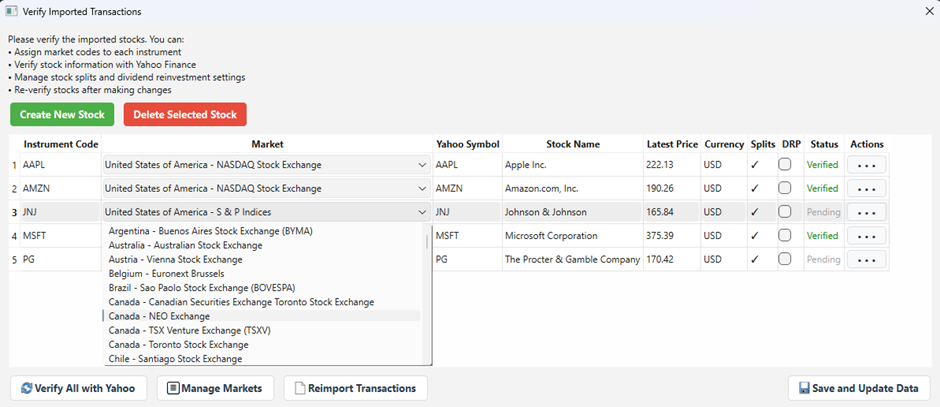 Verify Imported Transactions
Please verify the imported stocks. You can:
• Assign market codes to each instrument
• Verify stock information with Yahoo Finance
• Manage stock splits and dividend reinvestment settings
• Re-verify stocks after making changes
Create New Stock Delete Selected Stock
Instrument Code Market Yahoo Symbol Stock Name Latest Price Currency Splits DRP Status Actions
1 AAPL United States of America - NASDAQ Stock Exchange AAPL Apple Inc. 222.13 USD ✓ Verified ...
2 AMZN United States of America - NASDAQ Stock Exchange AMZN Amazon.com, Inc. 190.26 USD ✓ Verified ...
3 JNJ United States of America - S & P Indices JNJ Johnson & Johnson 165.84 USD ✓ Pending ...
4 MSFT MSFT Microsoft Corporation 375.39 USD ✓ Verified ...
5 PG PG The Procter & Gamble Company 170.42 USD ✓ Pending ...
Argentina - Buenos Aires Stock Exchange (BYMA)
Australia - Australian Stock Exchange
Austria - Vienna Stock Exchange
Belgium - Euronext Brussels
Brazil - Sao Paolo Stock Exchange (BOVESPA)
Canada - Canadian Securities Exchange Toronto Stock Exchange
Canada - NEO Exchange
Canada - TSX Venture Exchange (TSXV)
Canada - Toronto Stock Exchange
Chile - Santiago Stock Exchange
Verify All with Yahoo Manage Markets Reimport Transactions Save and Update Data